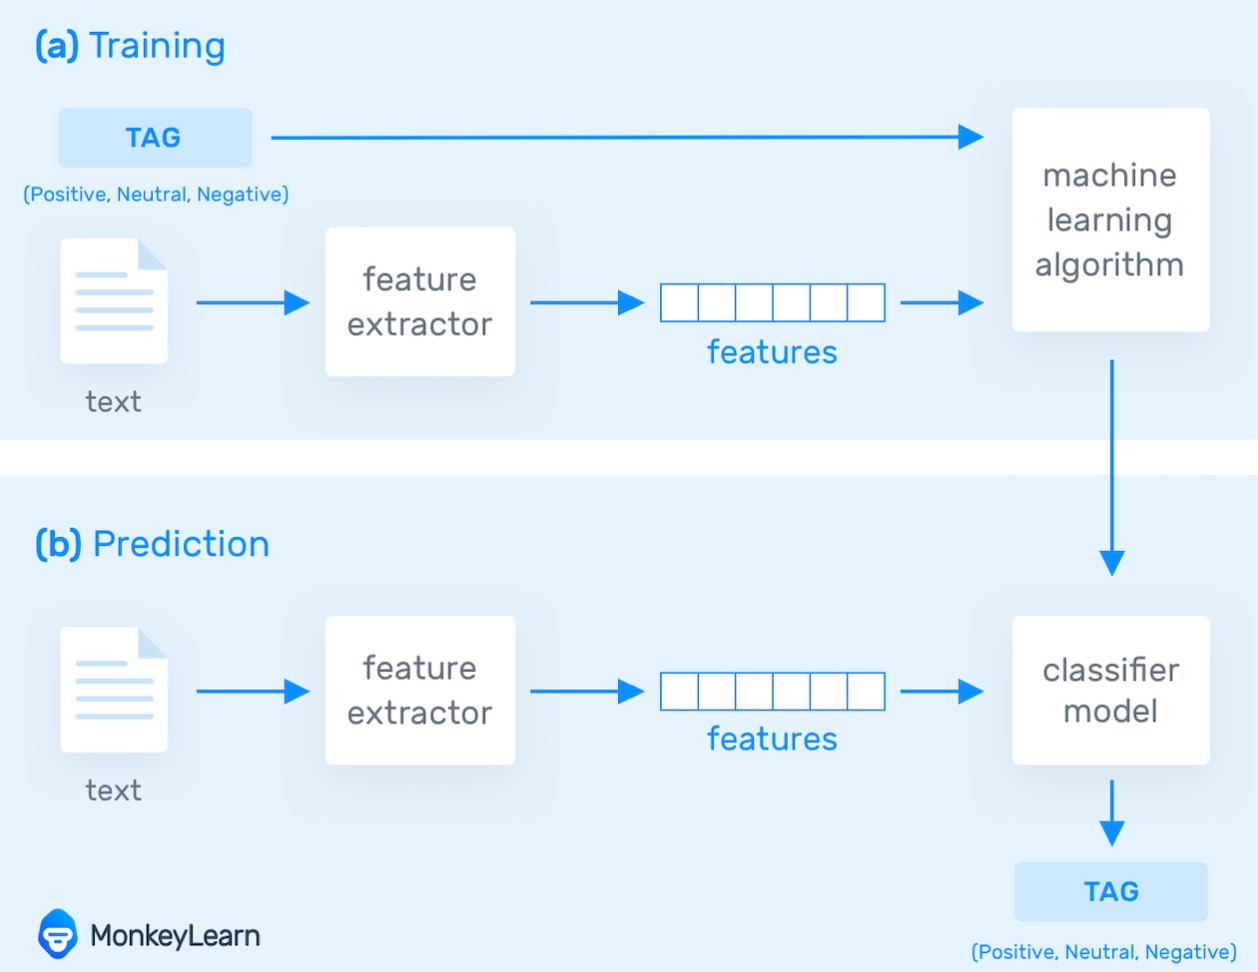 (a) Training
TAG
(Positive, Neutral, Negative)
text
feature
extractor
features
machine
learning
algorithm
(b) Prediction
text
feature
extractor
features
classifier
model
TAG
(Positive, Neutral, Negative)
MonkeyLearn